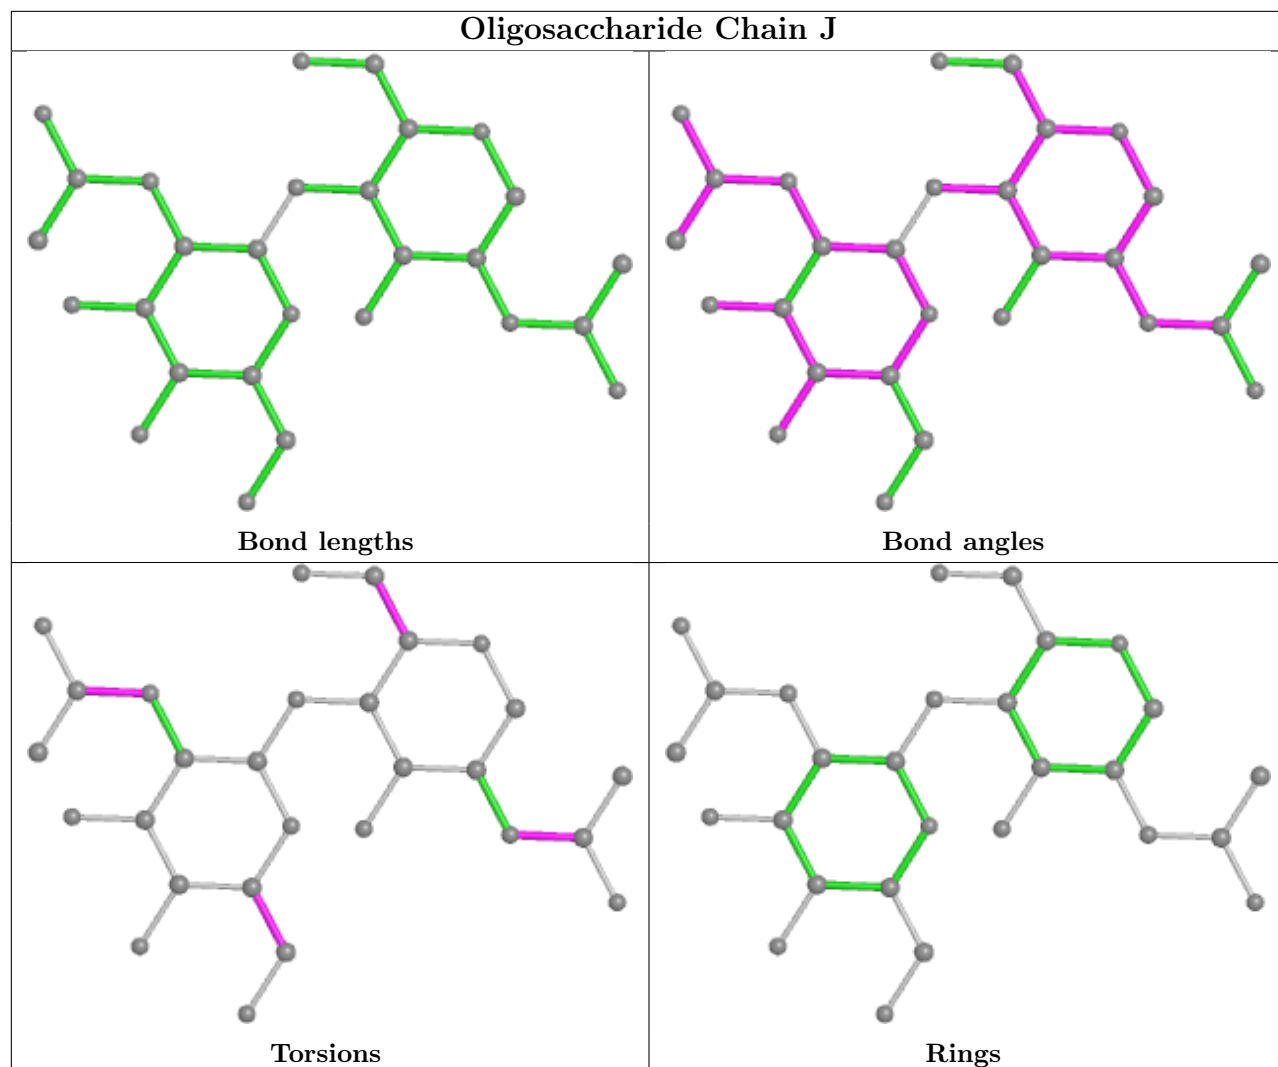 Oligosaccharide Chain J
Bond lengths
Bond angles
Torsions
Rings